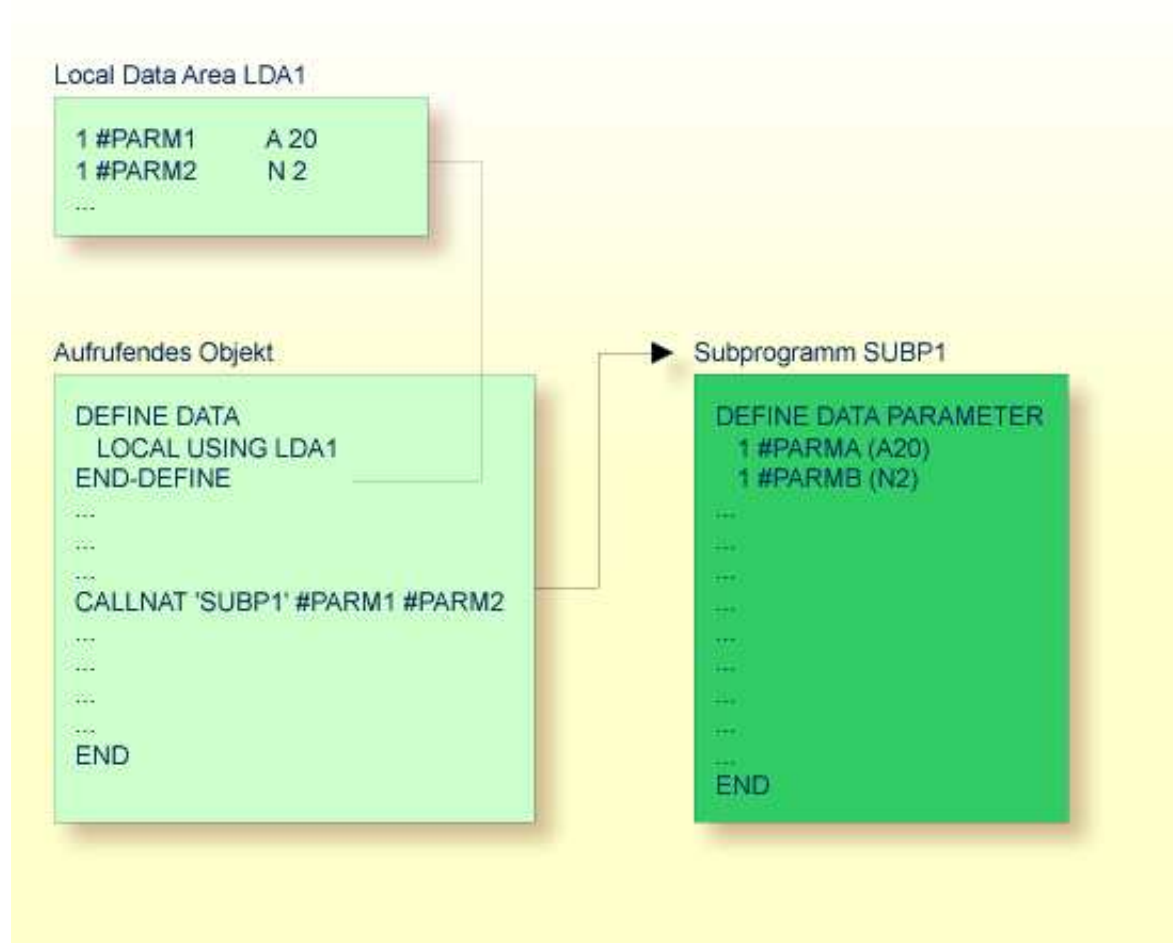 Local Data Area LDA1
1 #PARM1 A 20
1 #PARM2 N 2
...
Aufrufendes Objekt
DEFINE DATA
LOCAL USING LDA1
END-DEFINE
...
...
...
CALLNAT 'SUBP1' #PARM1 #PARM2
...
...
...
...
END
Subprogramm SUBP1
DEFINE DATA PARAMETER
1 #PARMA (A20)
1 #PARMB (N2)
...
...
...
...
...
...
...
...
...
END